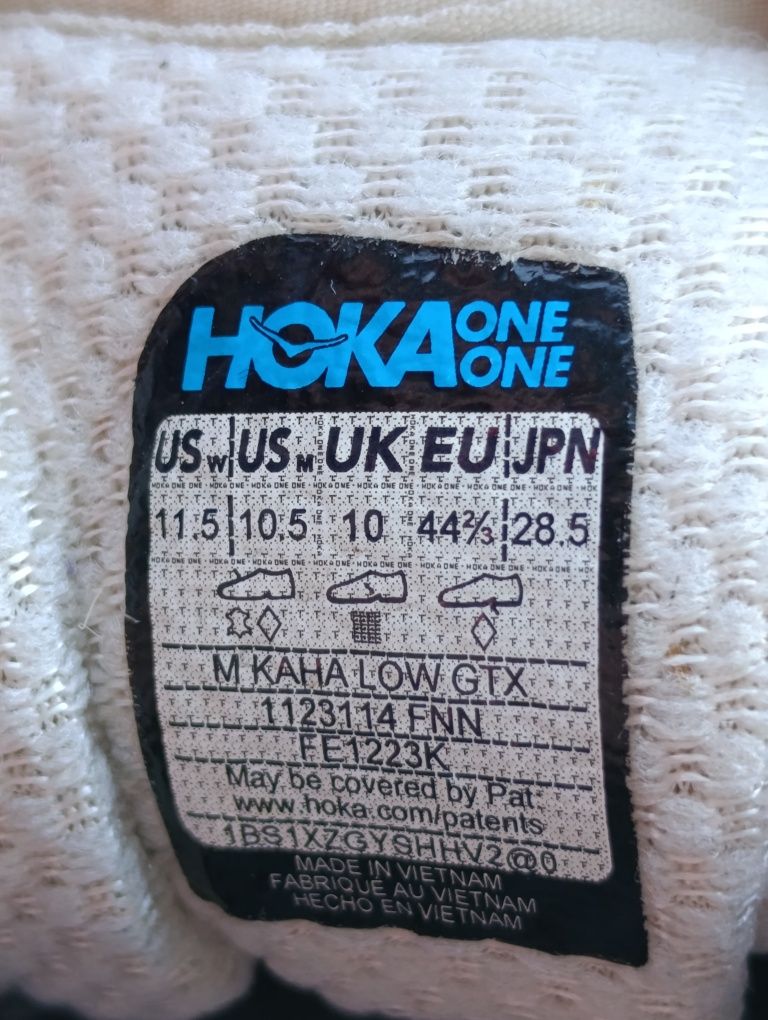 HOKA ONE ONE
US W US M UK EU JPN
11.5 10.5 10 44⅔ 28.5
M KAHA LOW GTX
1123114 FNN
FE1223K
May be covered by Pat.
www.hoka.com/patents
1BS1XZGYSHHV2@0
MADE IN VIETNAM
FABRIQUÉ AU VIETNAM
HECHO EN VIETNAM